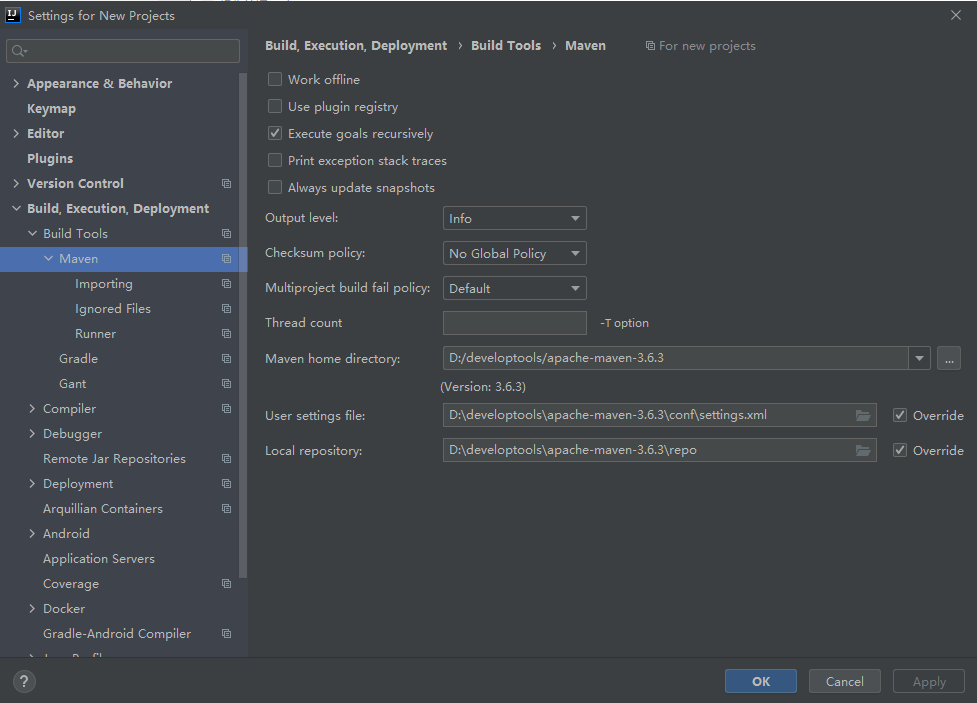 Settings for New Projects
Appearance & Behavior
Keymap
Editor
Plugins
Version Control
Build, Execution, Deployment
Build Tools
Maven
Importing
Ignored Files
Runner
Gradle
Gant
Compiler
Debugger
Remote Jar Repositories
Deployment
Arquillian Containers
Android
Application Servers
Coverage
Docker
Gradle-Android Compiler
Build, Execution, Deployment › Build Tools › Maven For new projects
Work offline
Use plugin registry
Execute goals recursively
Print exception stack traces
Always update snapshots
Output level: Info
Checksum policy: No Global Policy
Multiproject build fail policy: Default
Thread count -T option
Maven home directory: D:/developtools/apache-maven-3.6.3 ...
(Version: 3.6.3)
User settings file: D:\developtools\apache-maven-3.6.3\conf\settings.xml Override
Local repository: D:\developtools\apache-maven-3.6.3\repo Override
? OK Cancel Apply